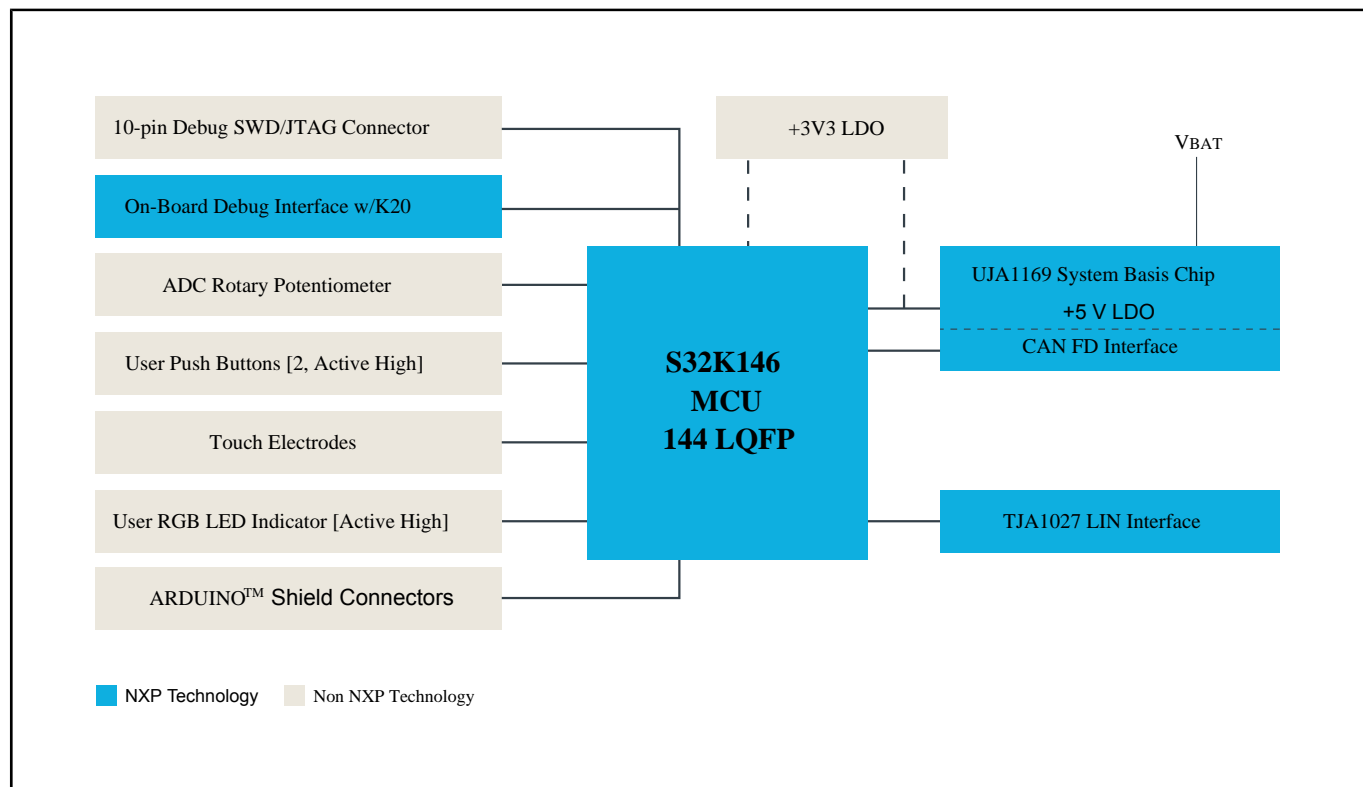 10-pin Debug SWD/JTAG Connector
On-Board Debug Interface w/K20
ADC Rotary Potentiometer
User Push Buttons [2, Active High]
Touch Electrodes
User RGB LED Indicator [Active High]
ARDUINO™ Shield Connectors
+3V3 LDO
S32K146
MCU
144 LQFP
VBAT
UJA1169 System Basis Chip
+5 V LDO
CAN FD Interface
TJA1027 LIN Interface
NXP Technology
Non NXP Technology